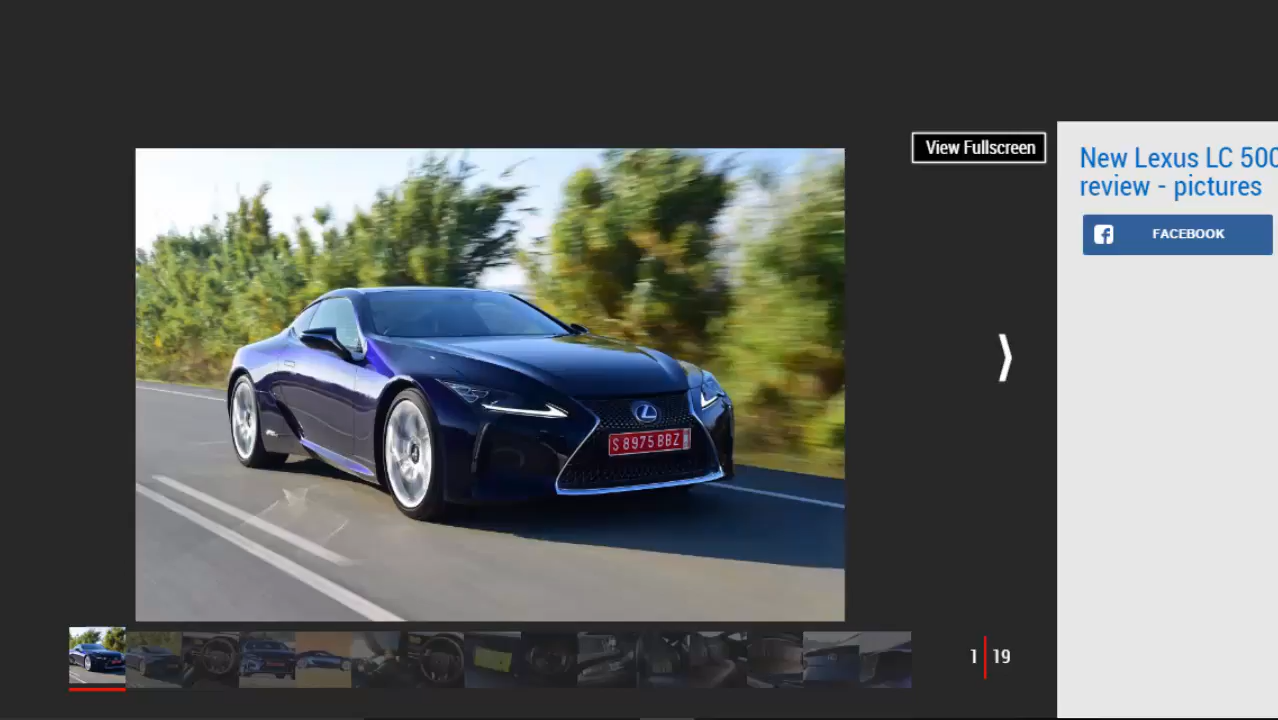 View Fullscreen
New Lexus LC 500
review - pictures
FACEBOOK
S 8975 BBZ
1 19